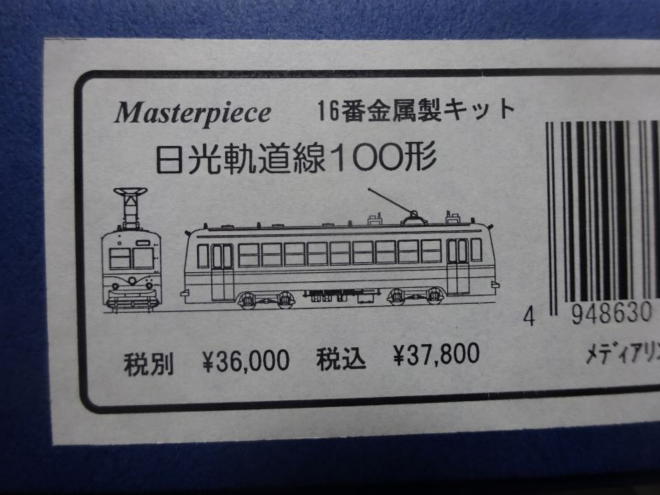 Masterpiece 16番金属製キット
日光軌道線100形
税別 ¥36,000 税込 ¥37,800
4 948630
メディアリン